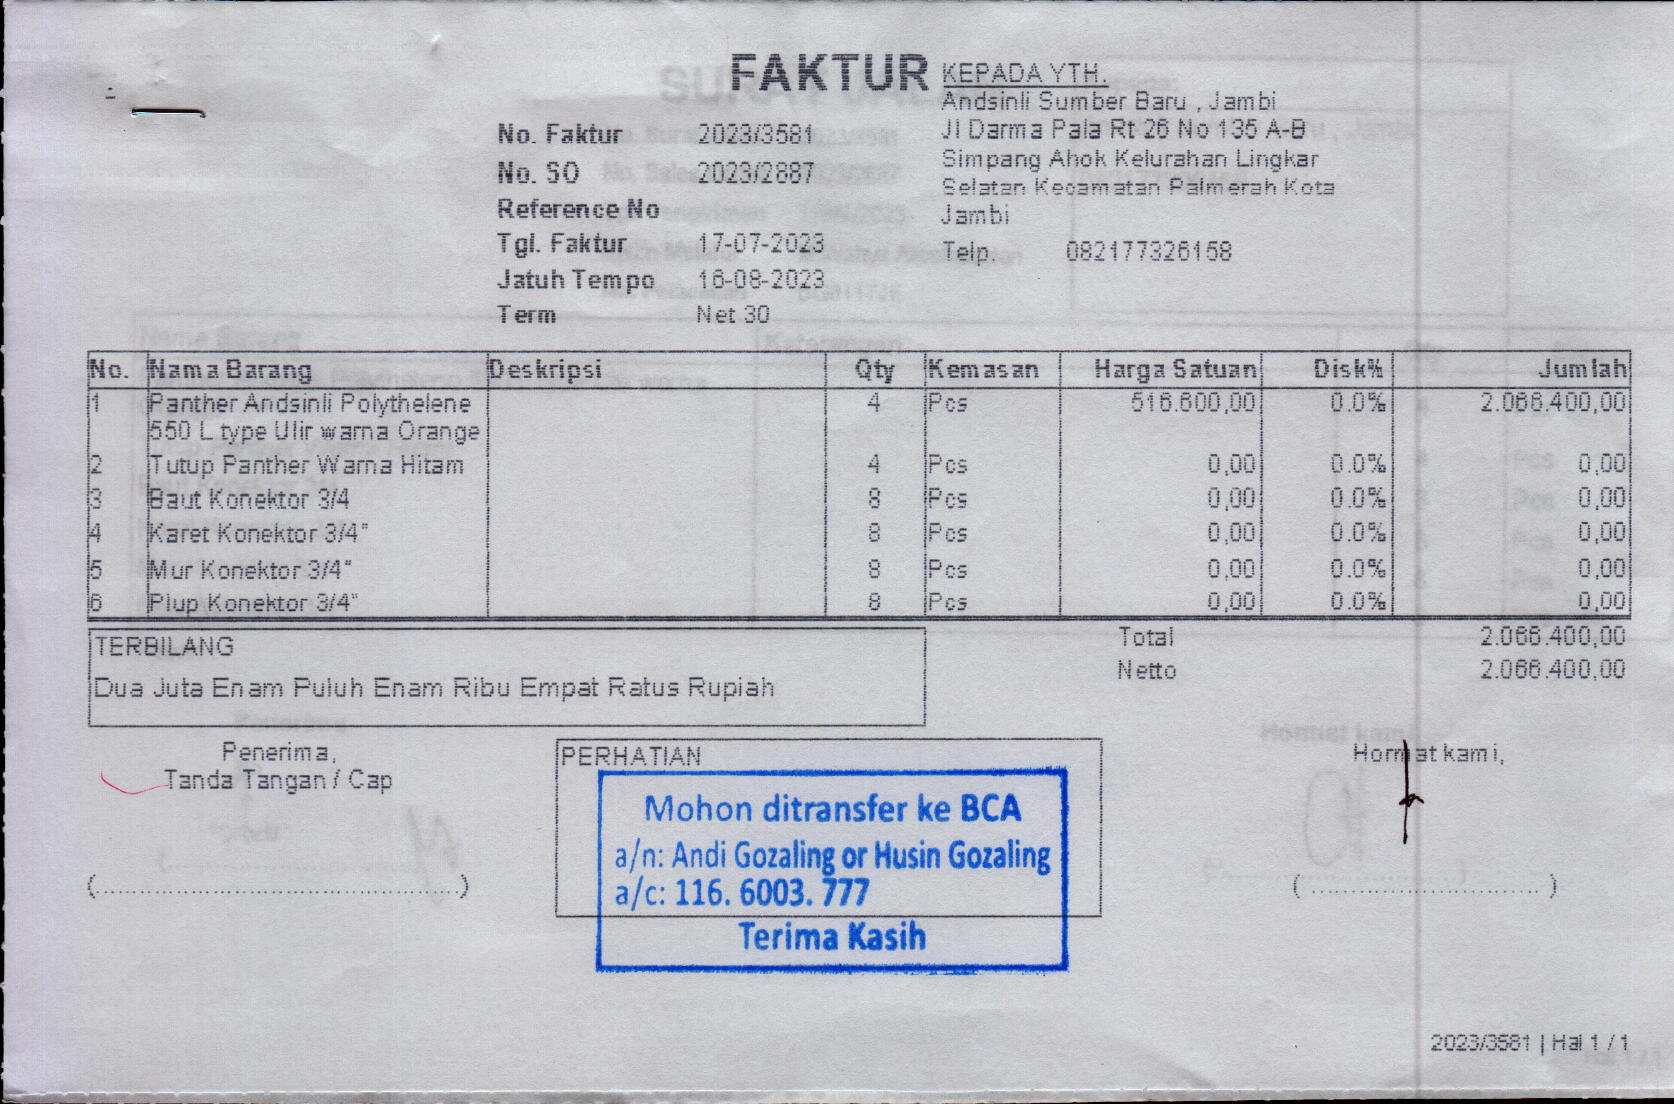 FAKTUR
No. Faktur 2023/3581
No. SO 2023/2887
Reference No
Tgl. Faktur 17-07-2023
Jatuh Tempo 16-08-2023
Term Net 30
KEPADA YTH.
Andsinli Sumber Baru , Jambi
Jl Darma Pala Rt 26 No 135 A-B
Simpang Ahok Kelurahan Lingkar
Selatan Kecamatan Palmerah Kota
Jambi
Telp. 082177326158
No. Nama Barang Deskripsi Qty Kemasan Harga Satuan Disk% Jumlah
1 Panther Andsinli Polythelene 4 Pcs 516.600,00 0.0% 2.066.400,00
550 L type Ulir warna Orange
2 Tutup Panther Warna Hitam 4 Pcs 0,00 0.0% 0,00
3 Baut Konektor 3/4 8 Pcs 0,00 0.0% 0,00
4 Karet Konektor 3/4" 8 Pcs 0,00 0.0% 0,00
5 Mur Konektor 3/4" 8 Pcs 0,00 0.0% 0,00
6 Plup Konektor 3/4" 8 Pcs 0,00 0.0% 0,00
Total 2.066.400,00
Netto 2.066.400,00
TERBILANG
Dua Juta Enam Puluh Enam Ribu Empat Ratus Rupiah
Penerima,
Tanda Tangan / Cap
(......................................................)
PERHATIAN
Mohon ditransfer ke BCA
a/n: Andi Gozaling or Husin Gozaling
a/c: 116. 6003. 777
Terima Kasih
Hormat kami,
( .................................. )
2023/3581 | Hal 1 / 1